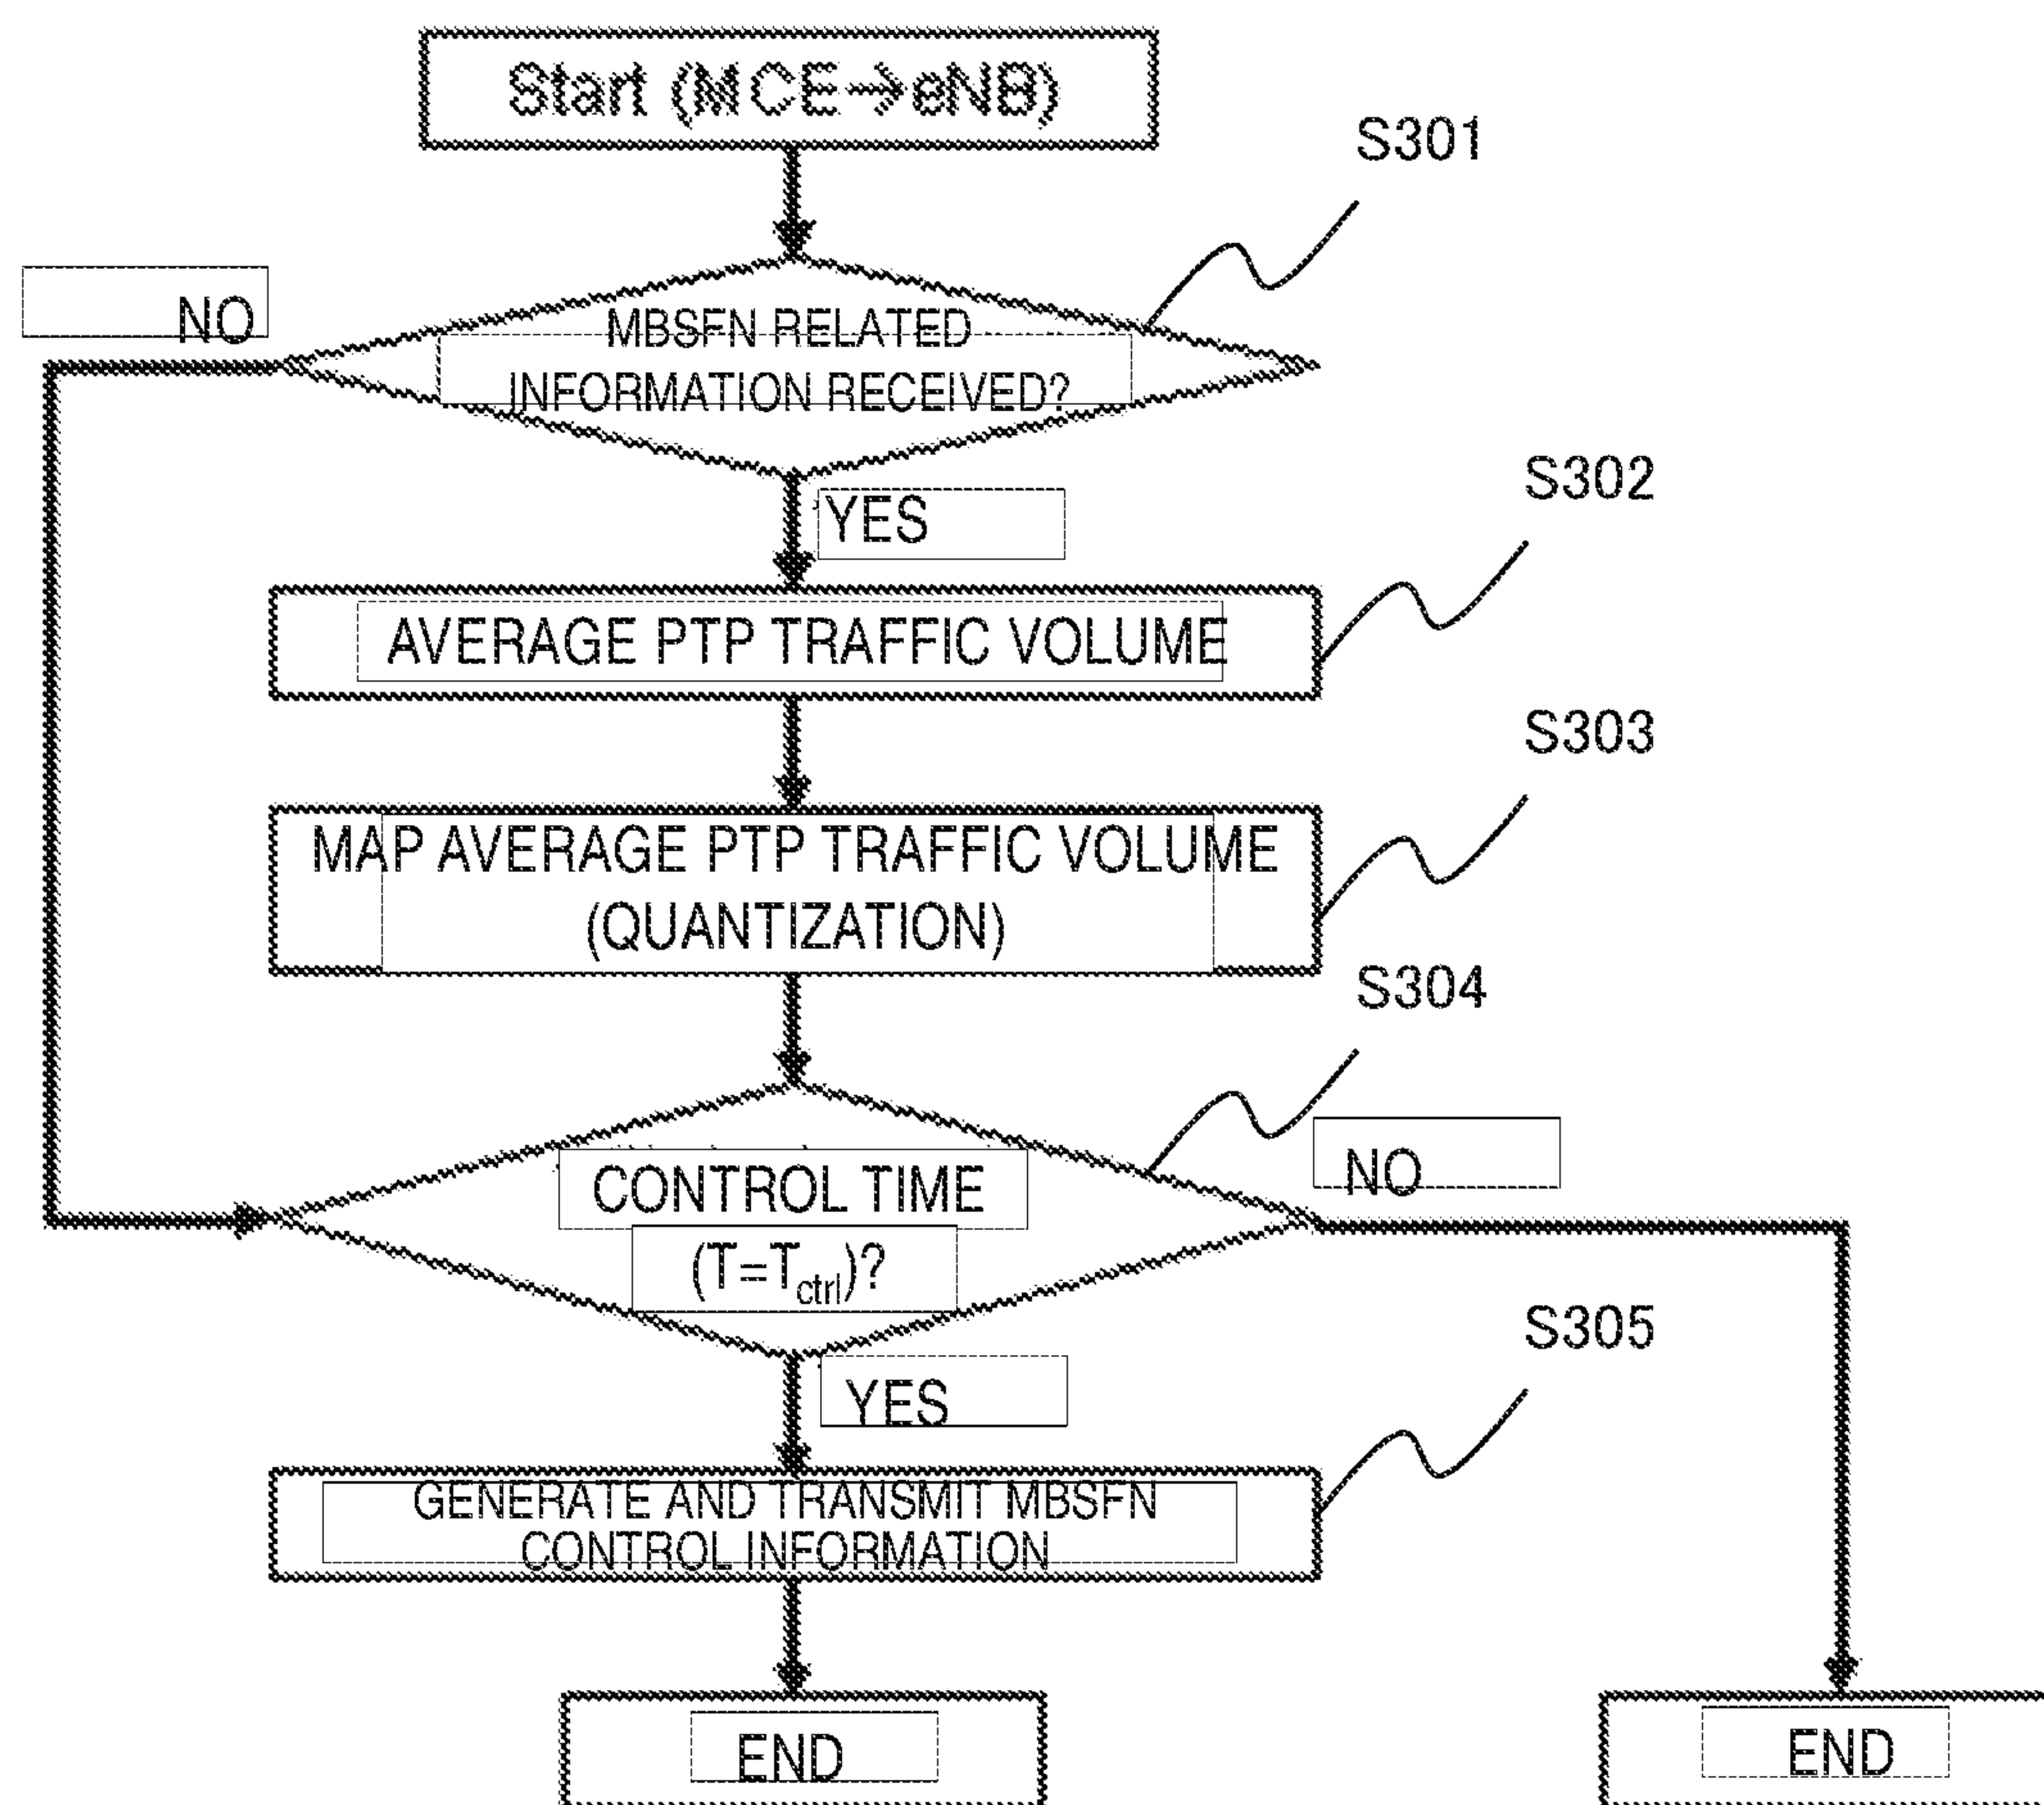 Start (MCE→eNB)
S301
NO
MBSFN RELATED
INFORMATION RECEIVED?
YES
S302
AVERAGE PTP TRAFFIC VOLUME
S303
MAP AVERAGE PTP TRAFFIC VOLUME
(QUANTIZATION)
S304
NO
CONTROL TIME
(T=Tctrl)?
YES
S305
GENERATE AND TRANSMIT MBSFN
CONTROL INFORMATION
END
END